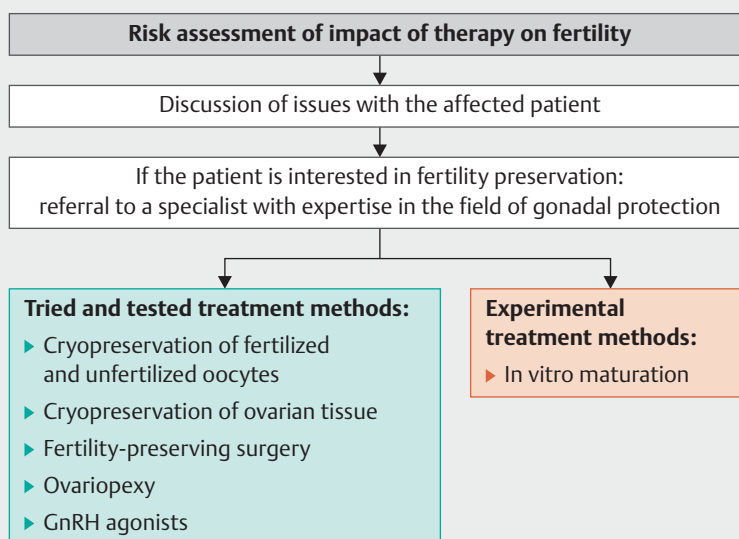 Risk assessment of impact of therapy on fertility
Discussion of issues with the affected patient
If the patient is interested in fertility preservation:
referral to a specialist with expertise in the field of gonadal protection
Tried and tested treatment methods:
Cryopreservation of fertilized
and unfertilized oocytes
Cryopreservation of ovarian tissue
Fertility-preserving surgery
Ovariopexy
GnRH agonists
Experimental
treatment methods:
In vitro maturation